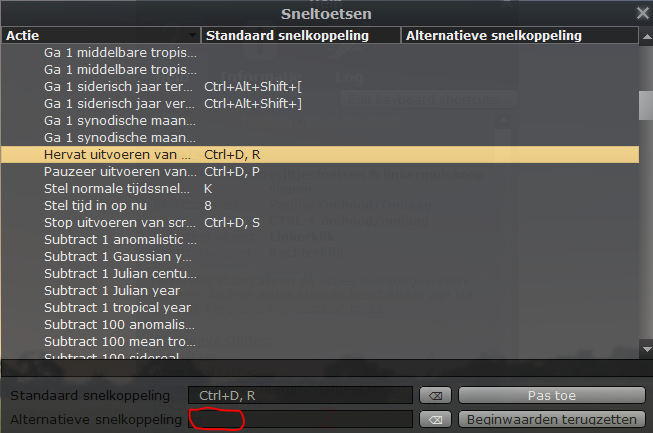 Sneltoetsen
Actie Standaard snelkoppeling Alternatieve snelkoppeling
Ga 1 middelbare tropis...
Ga 1 middelbare tropis...
Ga 1 siderisch jaar ter... Ctrl+Alt+Shift+[
Ga 1 siderisch jaar ver... Ctrl+Alt+Shift+]
Ga 1 synodische maan...
Ga 1 synodische maan...
Hervat uitvoeren van ... Ctrl+D, R
Pauzeer uitvoeren van... Ctrl+D, P
Stel normale tijdssnel... K
Stel tijd in op nu 8
Stop uitvoeren van scr... Ctrl+D, S
Subtract 1 anomalistic ...
Subtract 1 Gaussian y...
Subtract 1 Julian centu...
Subtract 1 Julian year
Subtract 1 tropical year
Subtract 100 anomalis...
Subtract 100 mean tro...
Subtract 100 sidereal
Standaard snelkoppeling Ctrl+D, R Pas toe
Alternatieve snelkoppeling Beginwaarden terugzetten